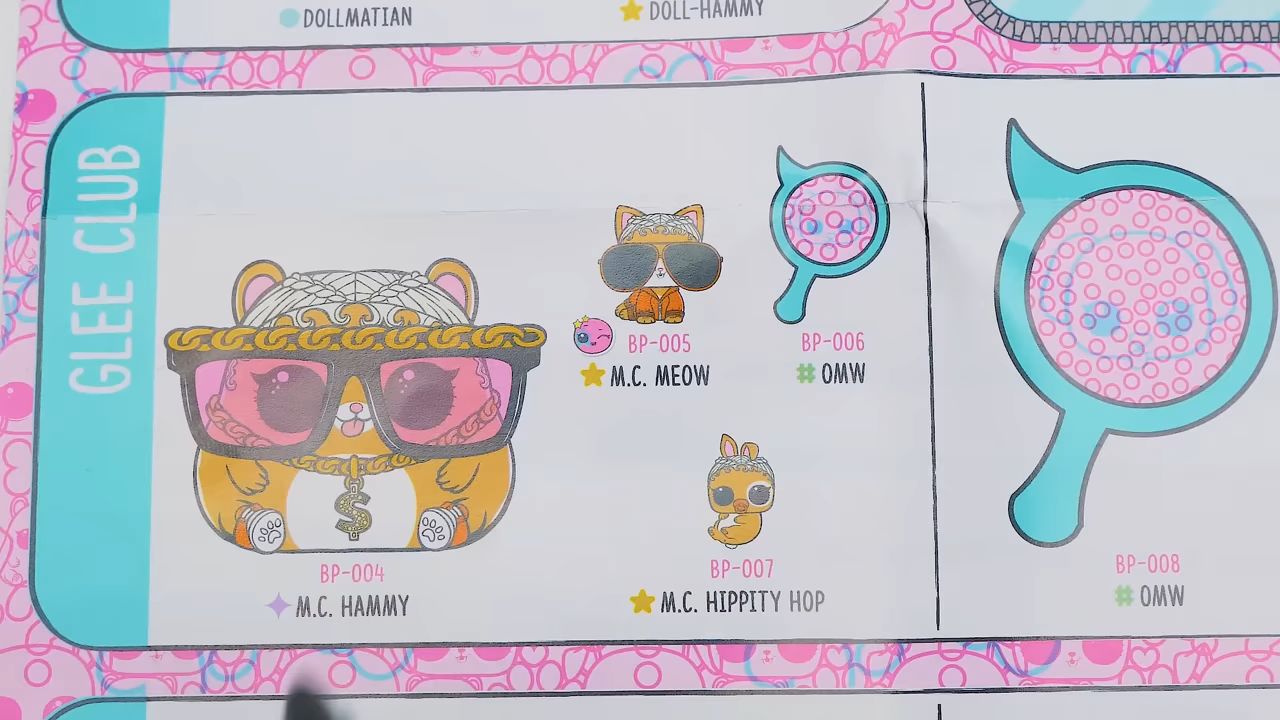 DOLLMATIAN
DOLL-HAMMY
GLEE CLUB
BP-004
M.C. HAMMY
BP-005
M.C. MEOW
BP-006
# OMW
BP-007
M.C. HIPPITY HOP
BP-008
# OMW